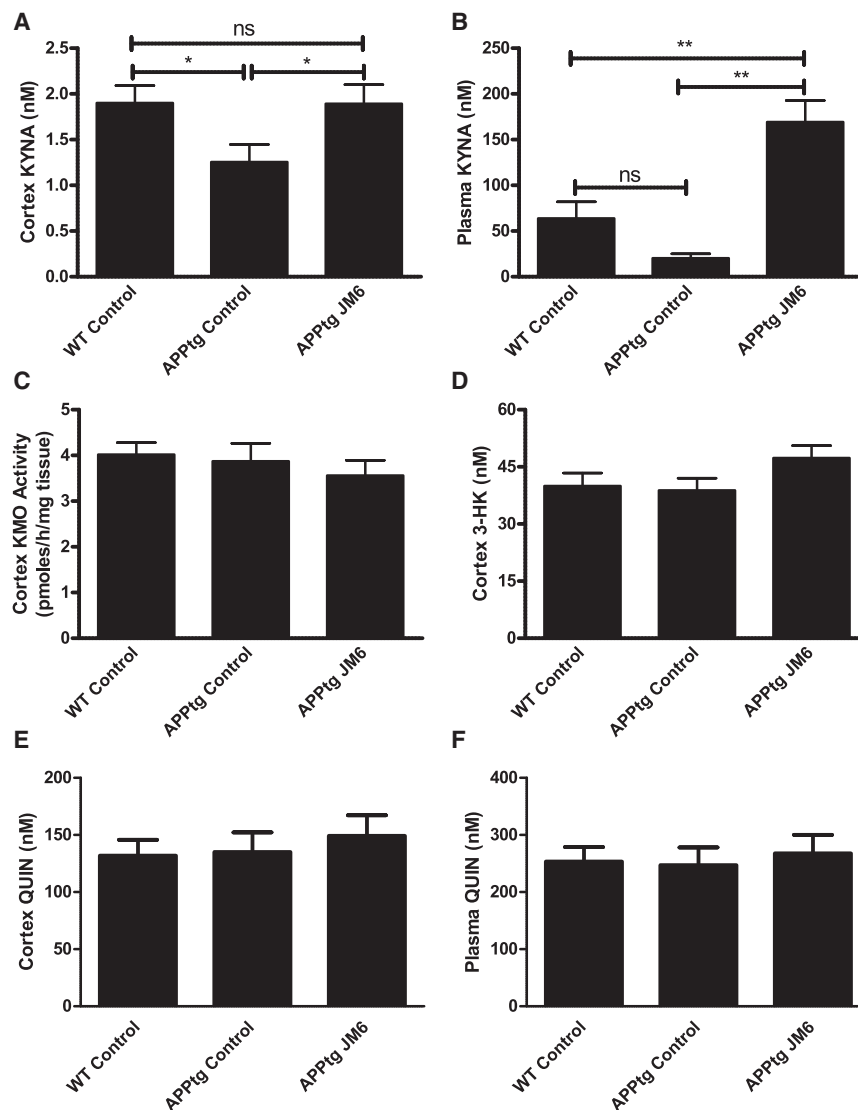 A
ns
*
*
2.5
2.0
1.5
1.0
0.5
0.0
Cortex KYNA (nM)
WT Control
APPtg Control
APPtg JM6
B
**
**
ns
250
200
150
100
50
0
Plasma KYNA (nM)
WT Control
APPtg Control
APPtg JM6
C
5
4
3
2
1
0
Cortex KMO Activity
(pmoles/h/mg tissue)
WT Control
APPtg Control
APPtg JM6
D
60
45
30
15
0
Cortex 3-HK (nM)
WT Control
APPtg Control
APPtg JM6
E
200
150
100
50
0
Cortex QUIN (nM)
WT Control
APPtg Control
APPtg JM6
F
400
300
200
100
0
Plasma QUIN (nM)
WT Control
APPtg Control
APPtg JM6